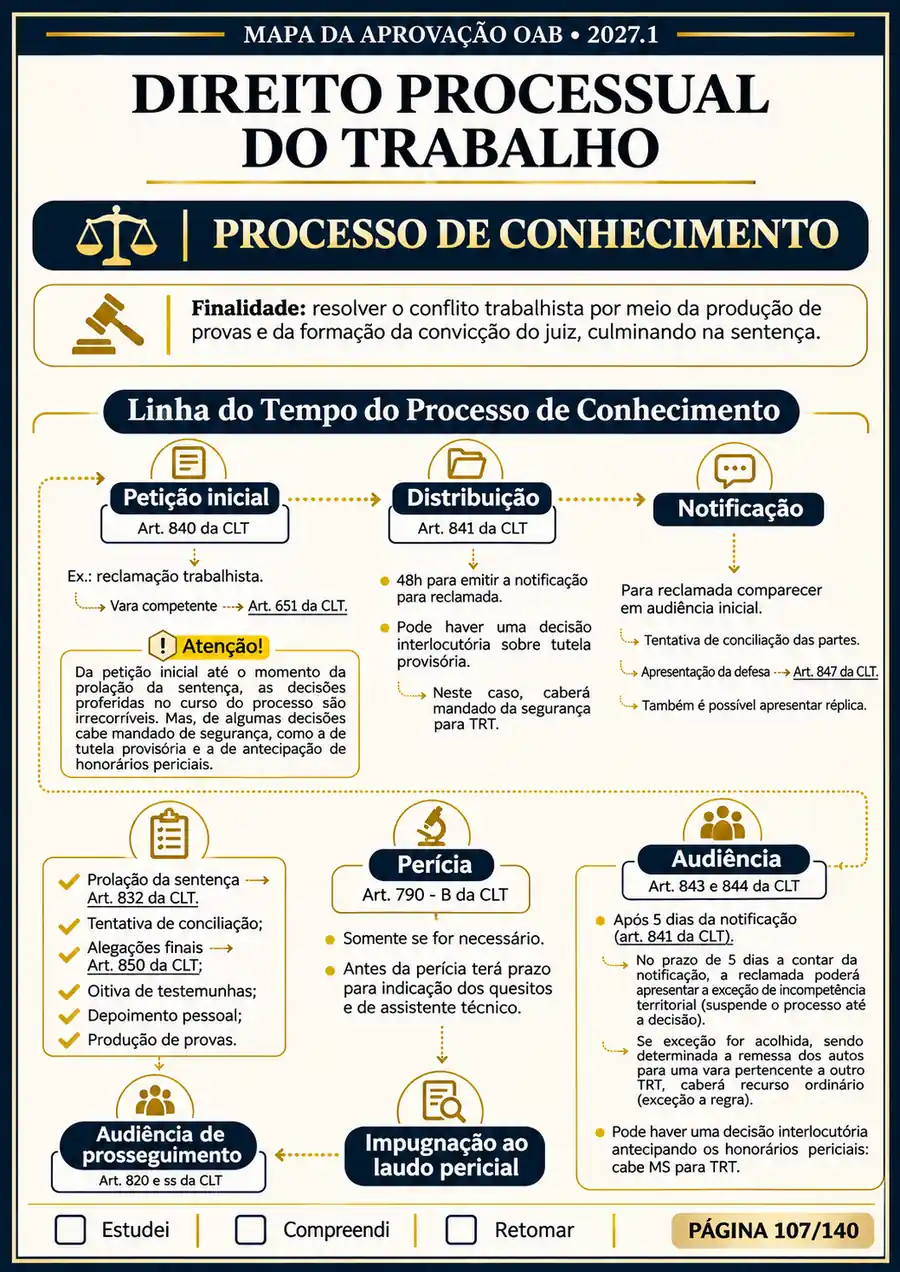 MAPA DA APROVAÇÃO OAB • 2027.1
DIREITO PROCESSUAL
DO TRABALHO
PROCESSO DE CONHECIMENTO
Finalidade: resolver o conflito trabalhista por meio da produção de
provas e da formação da convicção do juiz, culminando na sentença.
Linha do Tempo do Processo de Conhecimento
Petição inicial
Art. 840 da CLT
Ex.: reclamação trabalhista.
Vara competente
Art. 651 da CLT.
! Atenção!
Da petição inicial até o momento da
prolação da sentença, as decisões
proferidas no curso do processo são
irrecorríveis. Mas, de algumas decisões
cabe mandado de segurança, como a de
tutela provisória e a de antecipação de
honorários periciais.
Distribuição
Art. 841 da CLT
48h para emitir a notificação
para reclamada.
Pode haver uma decisão
interlocutória sobre tutela
provisória.
Neste caso, caberá
mandado da segurança
para TRT.
Notificação
Para reclamada comparecer
em audiência inicial.
Tentativa de conciliação das partes.
Apresentação da defesa
Art. 847 da CLT.
Também é possível apresentar réplica.
Audiência
Art. 843 e 844 da CLT
Após 5 dias da notificação
(art. 841 da CLT).
No prazo de 5 dias a contar da
notificação, a reclamada poderá
apresentar a exceção de incompetência
territorial (suspende o processo até
a decisão).
Se exceção for acolhida, sendo
determinada a remessa dos autos
para uma vara pertencente a outro
TRT, caberá recurso ordinário
(exceção a regra).
Pode haver uma decisão interlocutória
antecipando os honorários periciais:
cabe MS para TRT.
Perícia
Art. 790 - B da CLT
Somente se for necessário.
Antes da perícia terá prazo
para indicação dos quesitos
e de assistente técnico.
Impugnação ao
laudo pericial
Audiência de
prosseguimento
Art. 820 e ss da CLT
Prolação da sentença →
Art. 832 da CLT.
Tentativa de conciliação;
Alegações finais →
Art. 850 da CLT;
Oitiva de testemunhas;
Depoimento pessoal;
Produção de provas.
Estudei
Compreendi
Retomar
PÁGINA 107/140